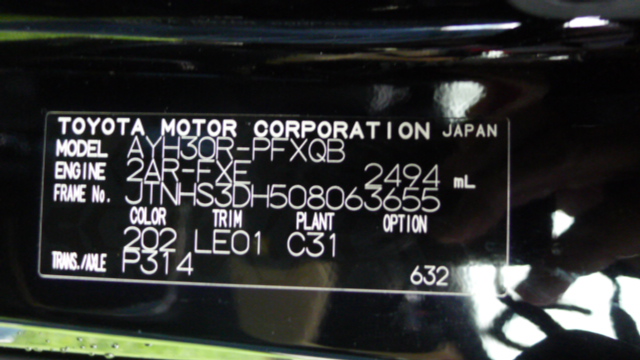 TOYOTA MOTOR CORPORATION JAPAN
MODEL AYH30R-PFXQB
ENGINE 2AR-FXE 2494 mL
FRAME No. JTNHS3DH508063655
COLOR TRIM PLANT OPTION
202 LE01 C31
TRANS./AXLE P314
632